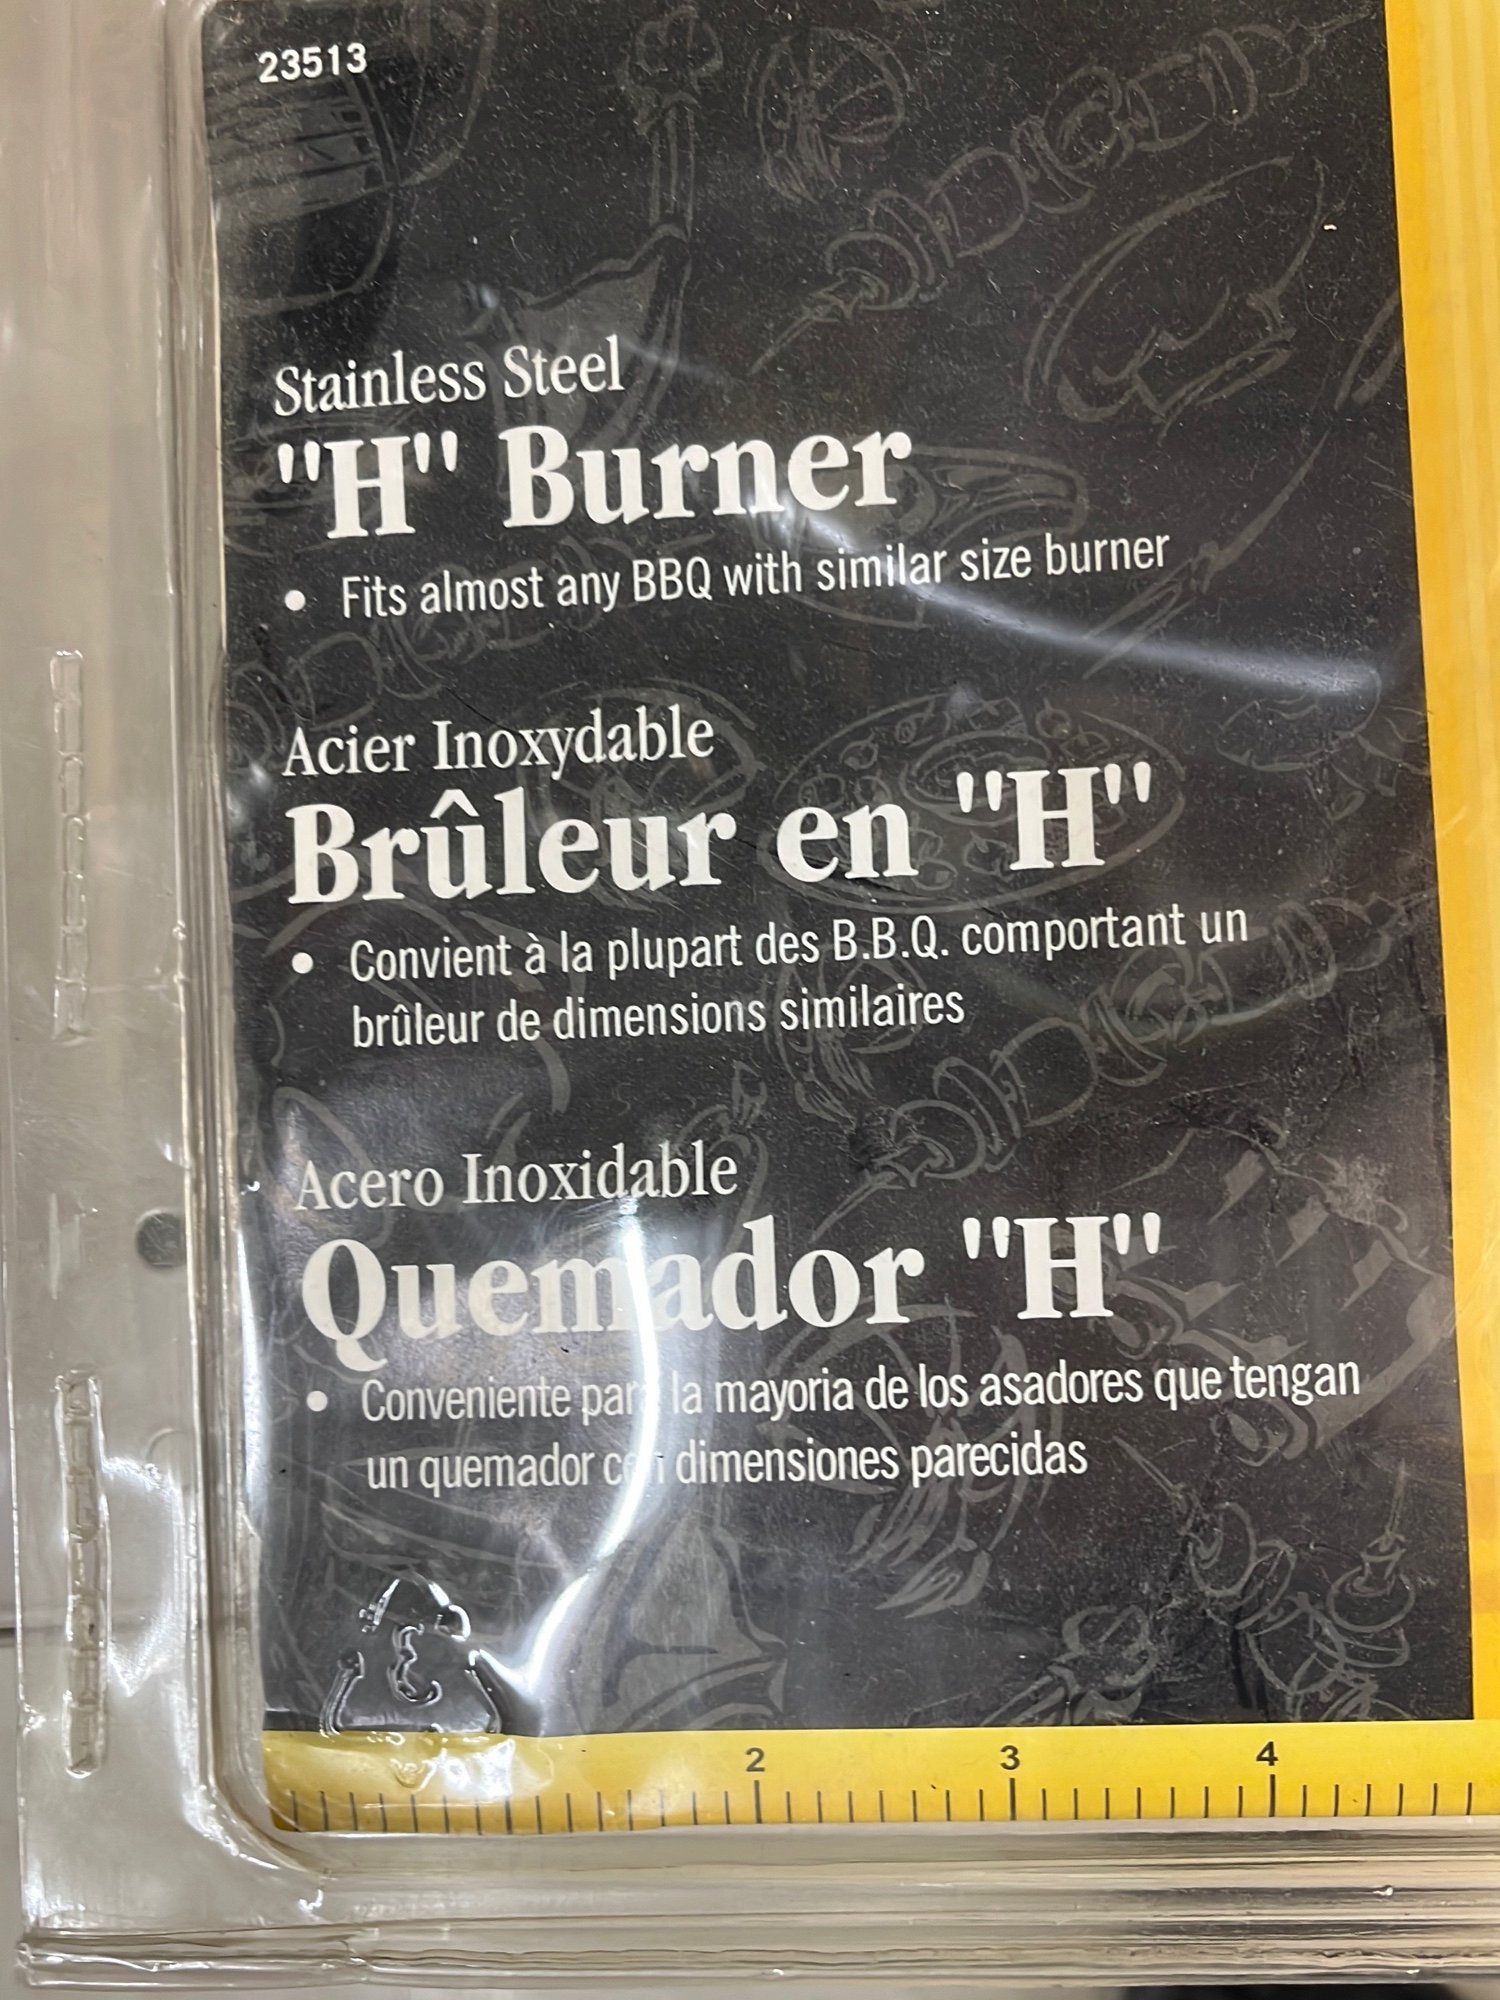 23513
Stainless Steel
"H" Burner
• Fits almost any BBQ with similar size burner
Acier Inoxydable
Brûleur en "H"
• Convient à la plupart des B.B.Q. comportant un
brûleur de dimensions similaires
Acero Inoxidable
Quemador "H"
• Conveniente para la mayoria de los asadores que tengan
un quemador con dimensiones parecidas
2 3 4